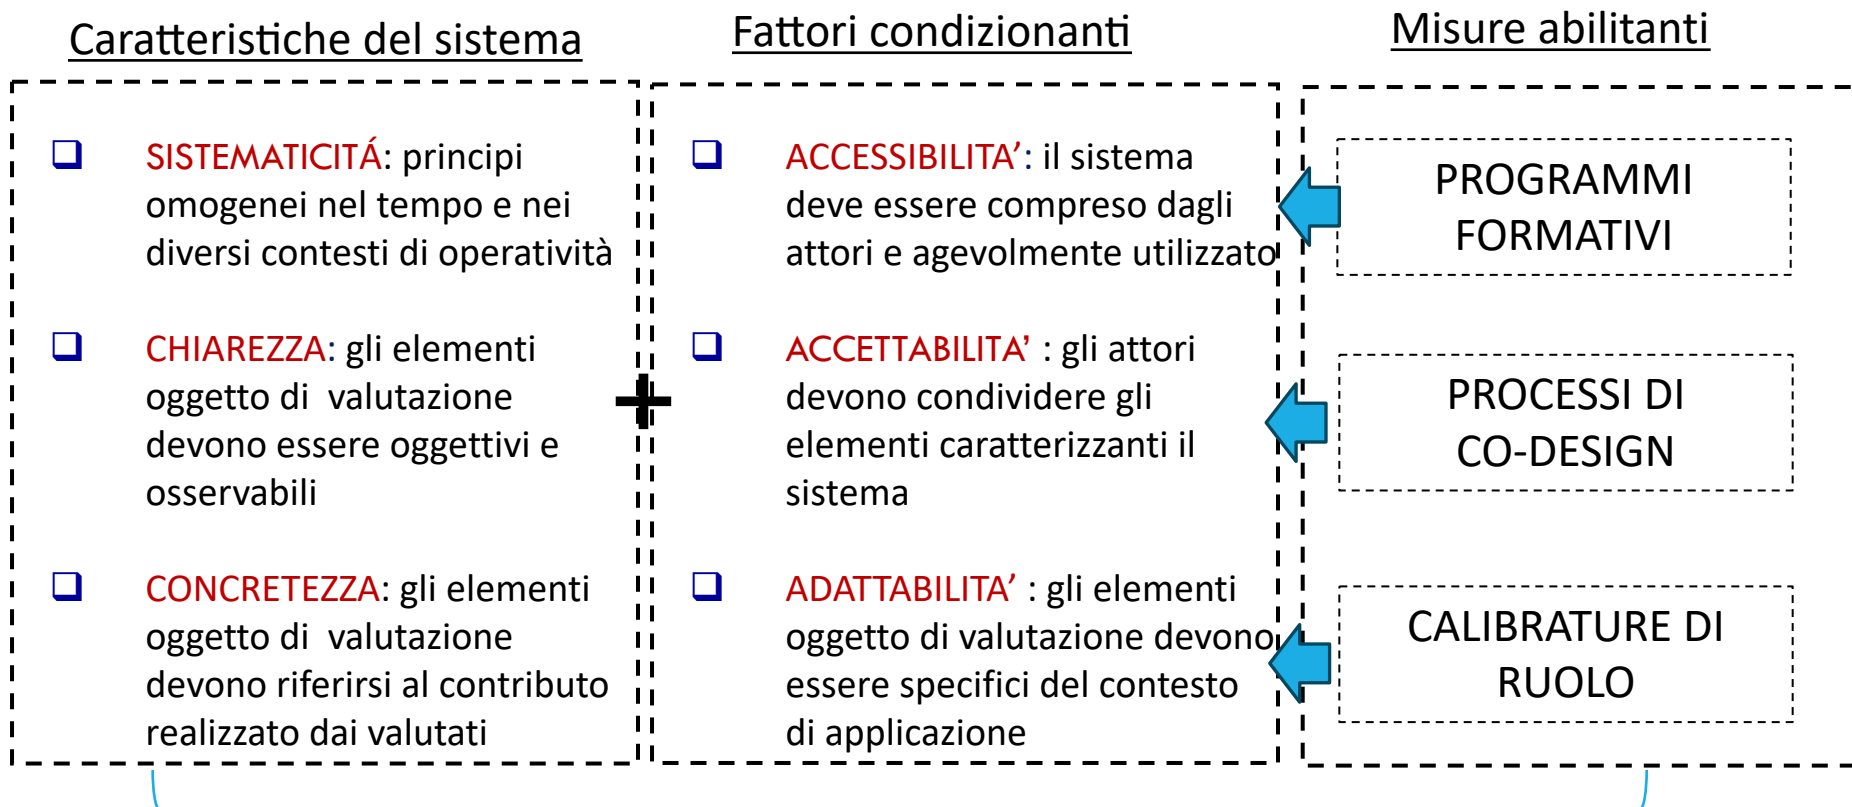 Caratteristiche del sistema
SISTEMATICITÁ: principi
omogenei nel tempo e nei
diversi contesti di operatività
CHIAREZZA: gli elementi
oggetto di valutazione
devono essere oggettivi e
osservabili
CONCRETEZZA: gli elementi
oggetto di valutazione
devono riferirsi al contributo
realizzato dai valutati
+
Fattori condizionanti
ACCESSIBILITA’: il sistema
deve essere compreso dagli
attori e agevolmente utilizzato
ACCETTABILITA’ : gli attori
devono condividere gli
elementi caratterizzanti il
sistema
ADATTABILITA’ : gli elementi
oggetto di valutazione devono
essere specifici del contesto
di applicazione
Misure abilitanti
PROGRAMMI
FORMATIVI
PROCESSI DI
CO-DESIGN
CALIBRATURE DI
RUOLO